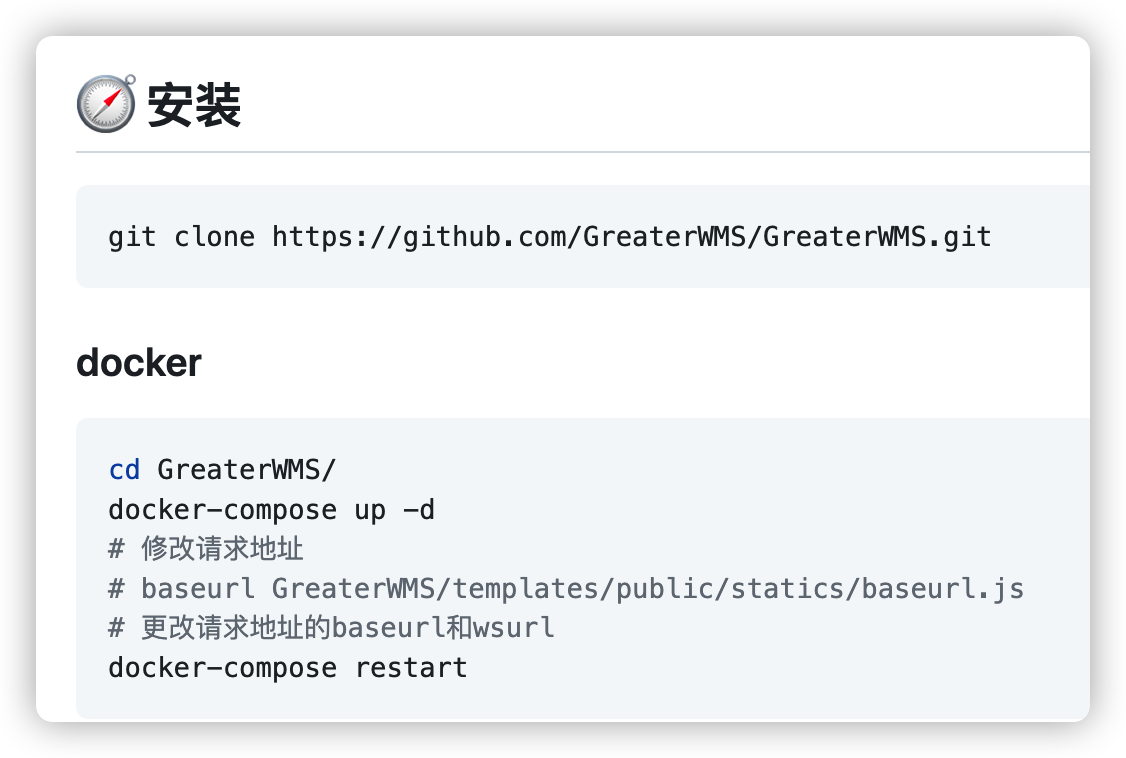 安装
git clone https://github.com/GreaterWMS/GreaterWMS.git
docker
cd GreaterWMS/
docker-compose up -d
# 修改请求地址
# baseurl GreaterWMS/templates/public/statics/baseurl.js
# 更改请求地址的baseurl和wsurl
docker-compose restart